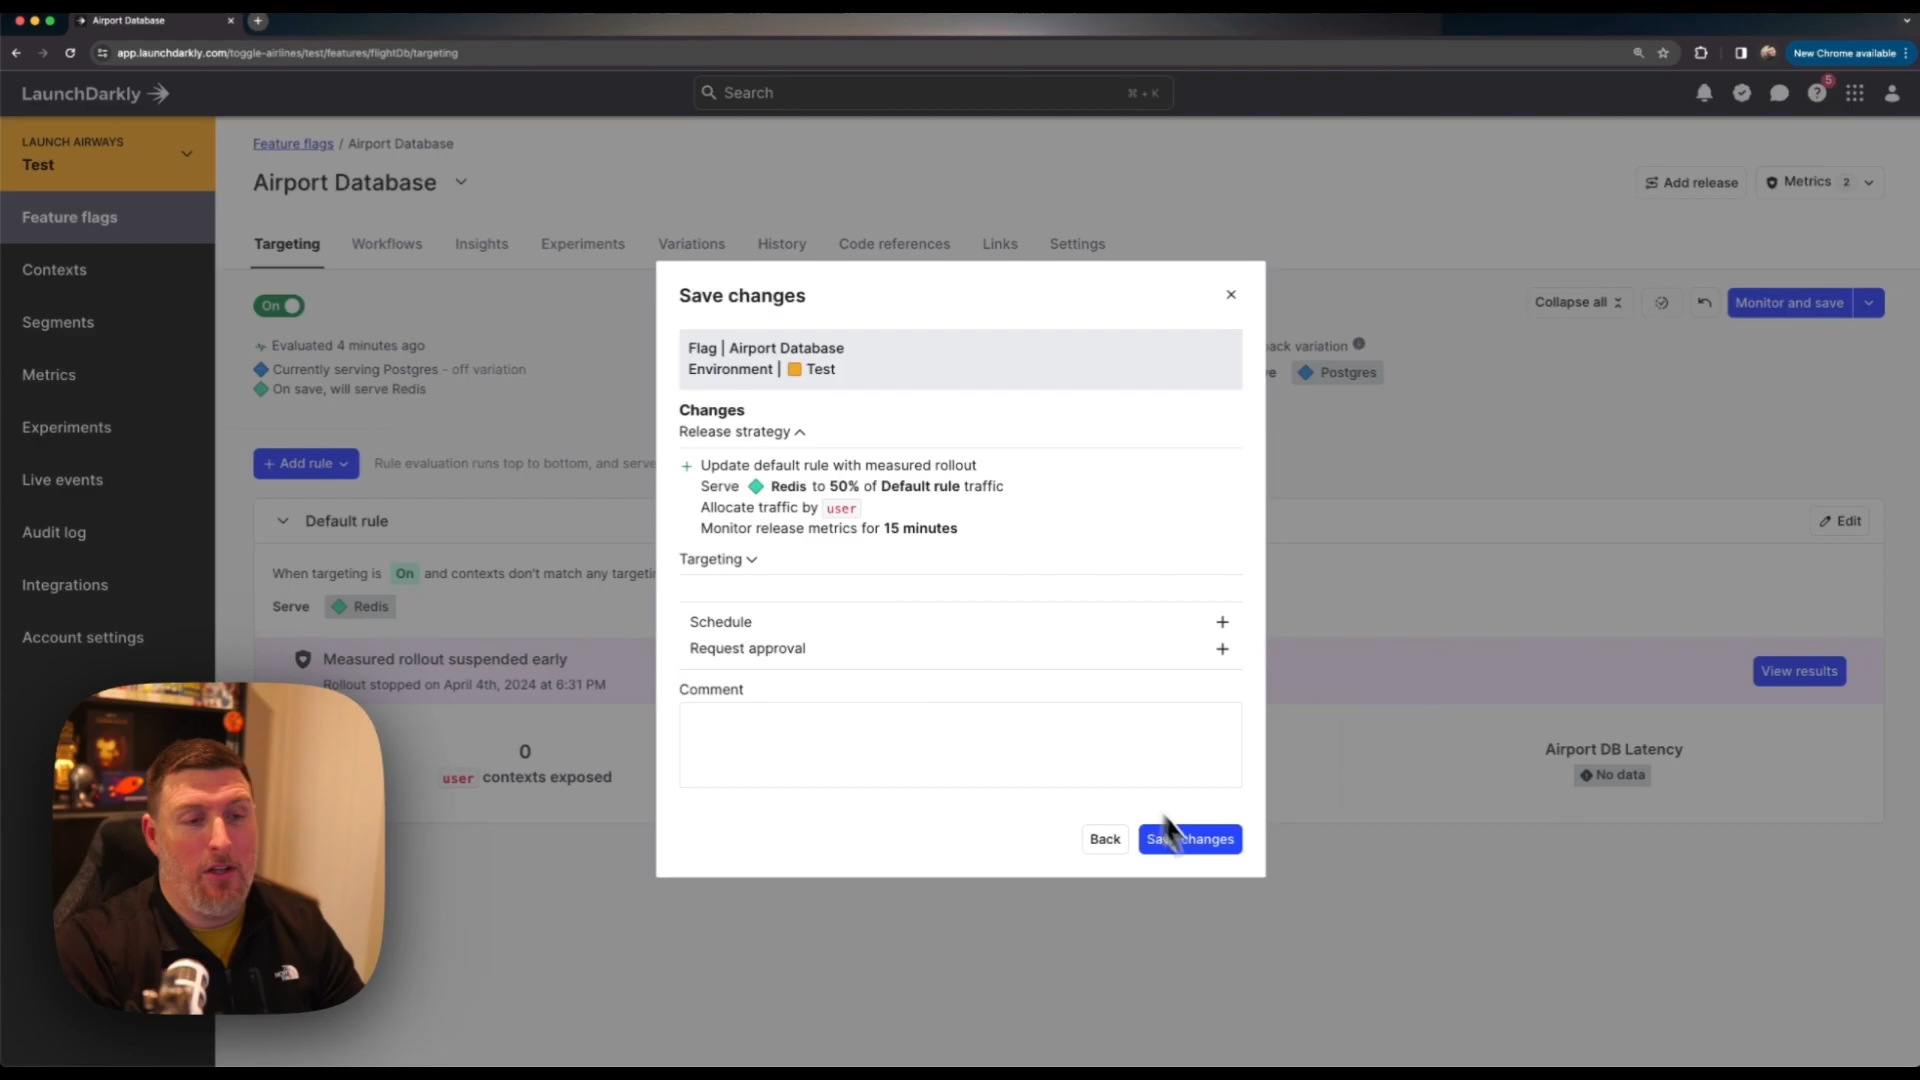 Airport Database
New Chrome available
app.launchdarkly.com/toggle-airlines/test/features/flightDb/targeting
LaunchDarkly
Search
⌘ + K
5
LAUNCH AIRWAYS
Test
Feature flags
Contexts
Segments
Metrics
Experiments
Live events
Audit log
Integrations
Account settings
Feature flags / Airport Database
Airport Database
Add release
Metrics 2
Targeting
Workflows
Insights
Experiments
Variations
History
Code references
Links
Settings
On
Collapse all
Monitor and save
Evaluated 4 minutes ago
Currently serving Postgres - off variation
On save, will serve Redis
variation
Postgres
+ Add rule
Rule evaluation runs top to bottom, and serve
Default rule
Edit
When targeting is On and contexts don't match any
Serve Redis
Measured rollout suspended early
Rollout stopped on April 4th, 2024 at 6:31 PM
View results
0
user contexts exposed
Airport DB Latency
No data
Save changes
Flag | Airport Database
Environment | Test
Changes
Release strategy
+ Update default rule with measured rollout
Serve Redis to 50% of Default rule traffic
Allocate traffic by user
Monitor release metrics for 15 minutes
Targeting
Schedule +
Request approval +
Comment
Back
Save changes